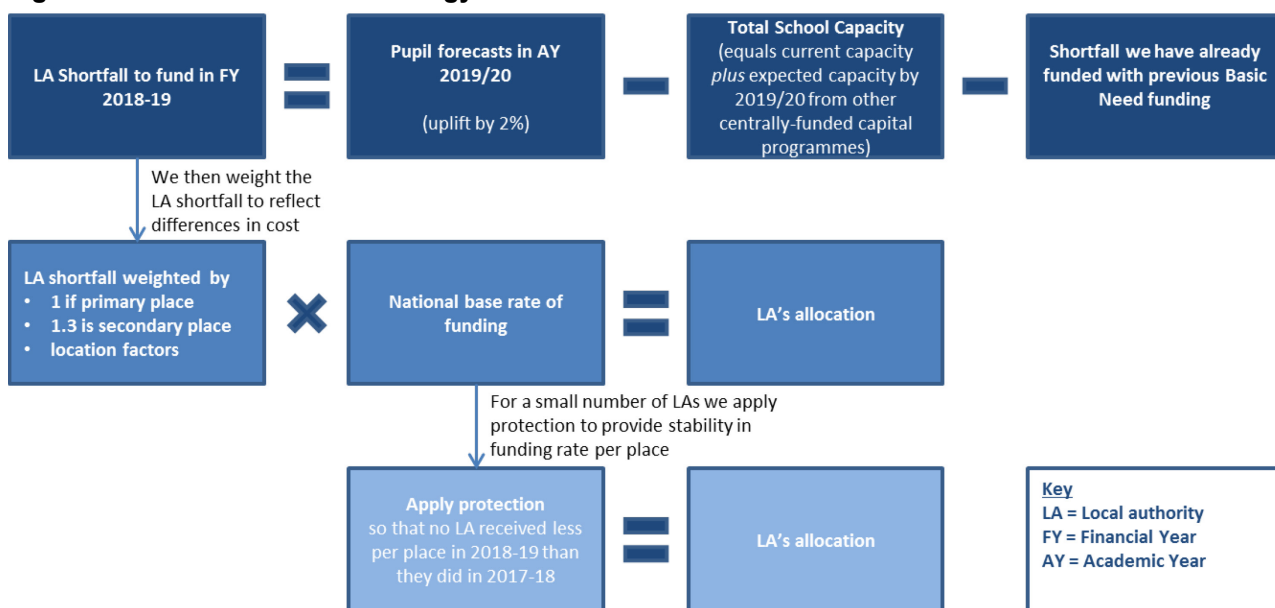 LA Shortfall to fund in FY
2018-19
Pupil forecasts in AY
2019/20
(uplift by 2%)
Total School Capacity
(equals current capacity
plus expected capacity by
2019/20 from other
centrally-funded capital
programmes)
Shortfall we have already
funded with previous Basic
Need funding
We then weight the
LA shortfall to reflect
differences in cost
LA shortfall weighted by
• 1 if primary place
• 1.3 is secondary place
• location factors
National base rate of
funding
LA's allocation
For a small number of LAs we apply
protection to provide stability in
funding rate per place
Apply protection
so that no LA received less
per place in 2018-19 than
they did in 2017-18
LA's allocation
Key
LA = Local authority
FY = Financial Year
AY = Academic Year